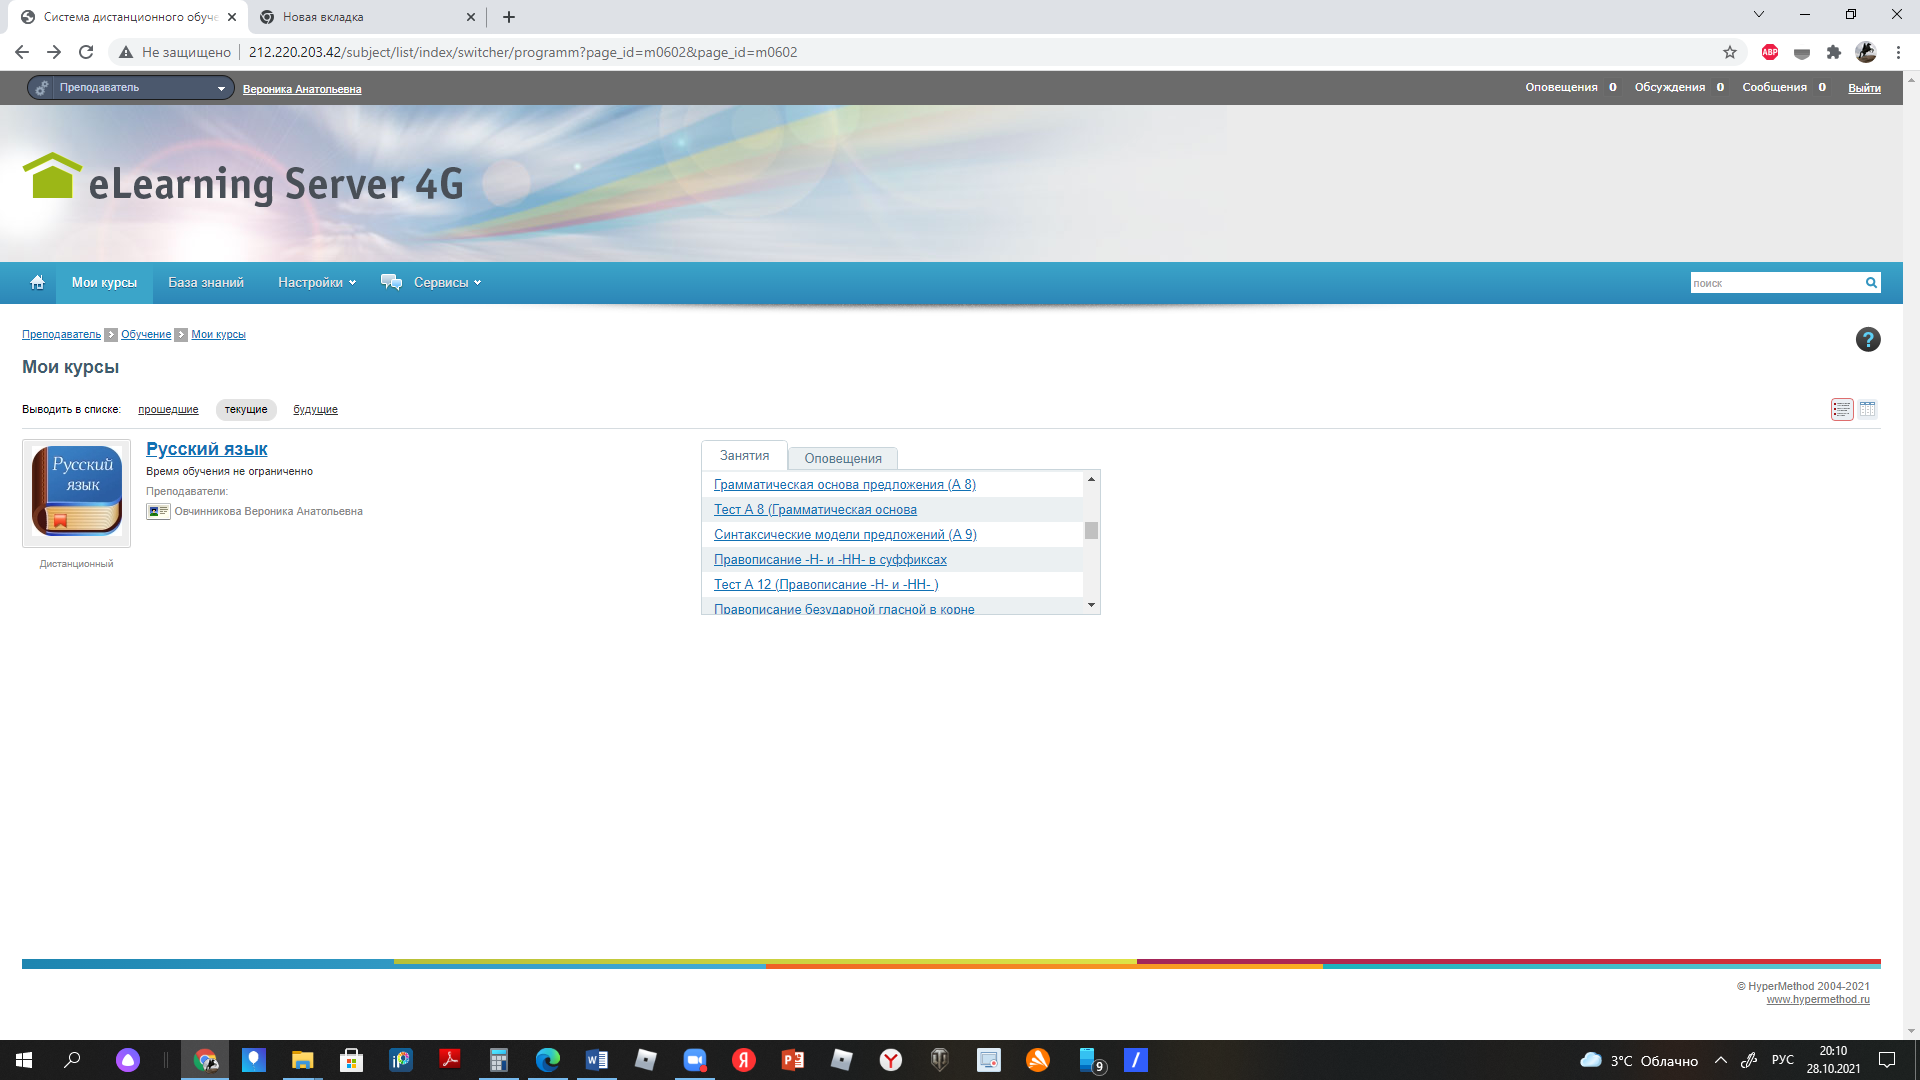 Система дистанционного обуче
Новая вкладка
Не защищено
212.220.203.42/subject/list/index/switcher/programm?page_id=m0602&page_id=m0602
ABP
Преподаватель
Вероника Анатольевна
Оповещения 0 Обсуждения 0 Сообщения 0 Выйти
eLearning Server 4G
Мои курсы База знаний Настройки Сервисы
поиск
Преподаватель Обучение Мои курсы
?
Мои курсы
Выводить в списке: прошедшие текущие будущие
Русский язык
Русский язык
Время обучения не ограниченно
Преподаватели:
Овчинникова Вероника Анатольевна
Дистанционный
Занятия Оповещения
Грамматическая основа предложения (А 8)
Тест А 8 (Грамматическая основа
Синтаксические модели предложений (А 9)
Правописание -Н- и -НН- в суффиксах
Тест А 12 (Правописание -Н- и -НН- )
Правописание безударной гласной в корне
© HyperMethod 2004-2021
www.hypermethod.ru
9
3°C Облачно
РУС
20:10
28.10.2021